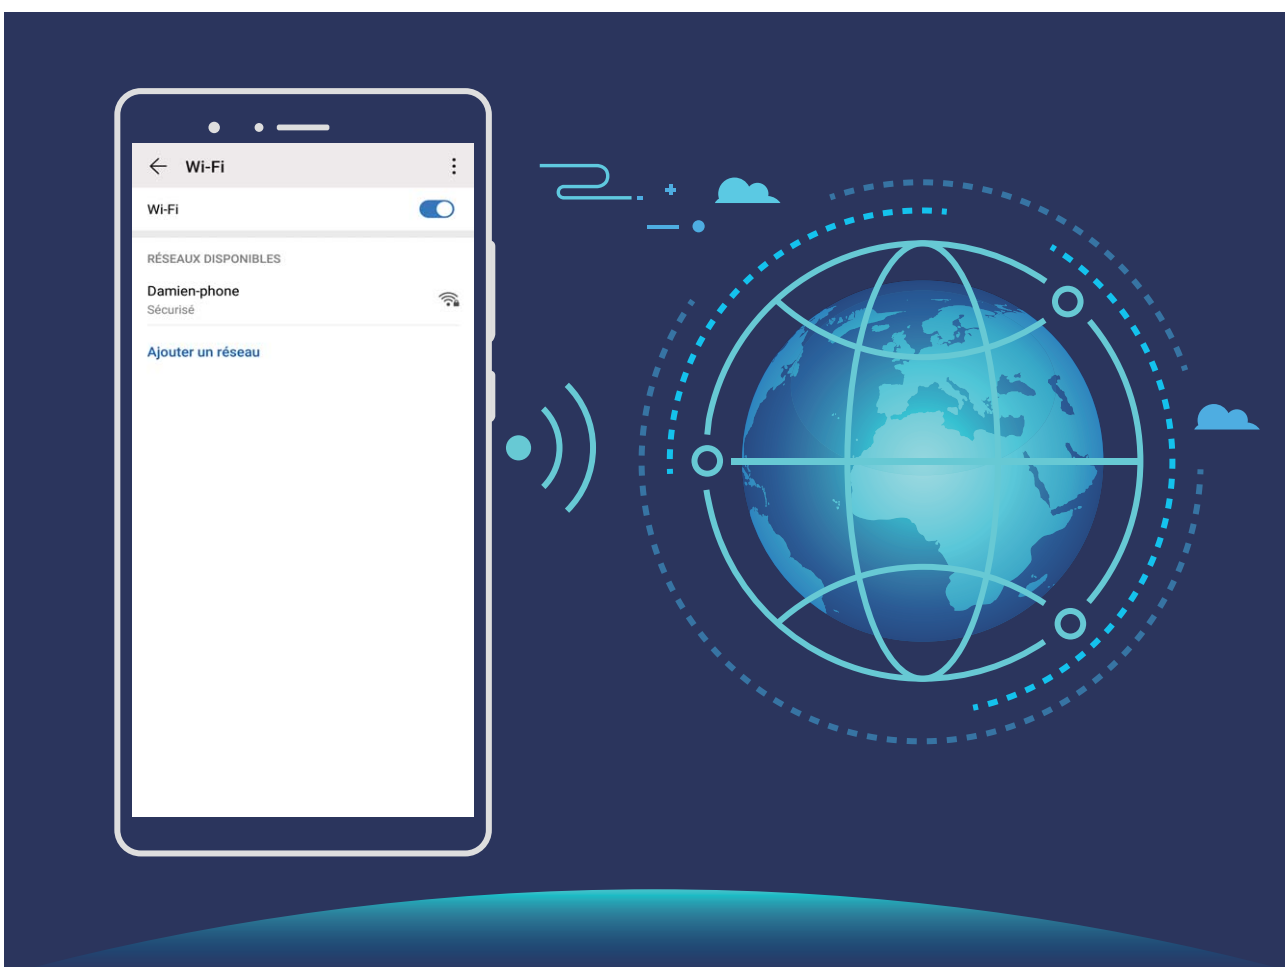 Wi-Fi
Wi-Fi
RÉSEAUX DISPONIBLES
Damien-phone
Sécurisé
Ajouter un réseau